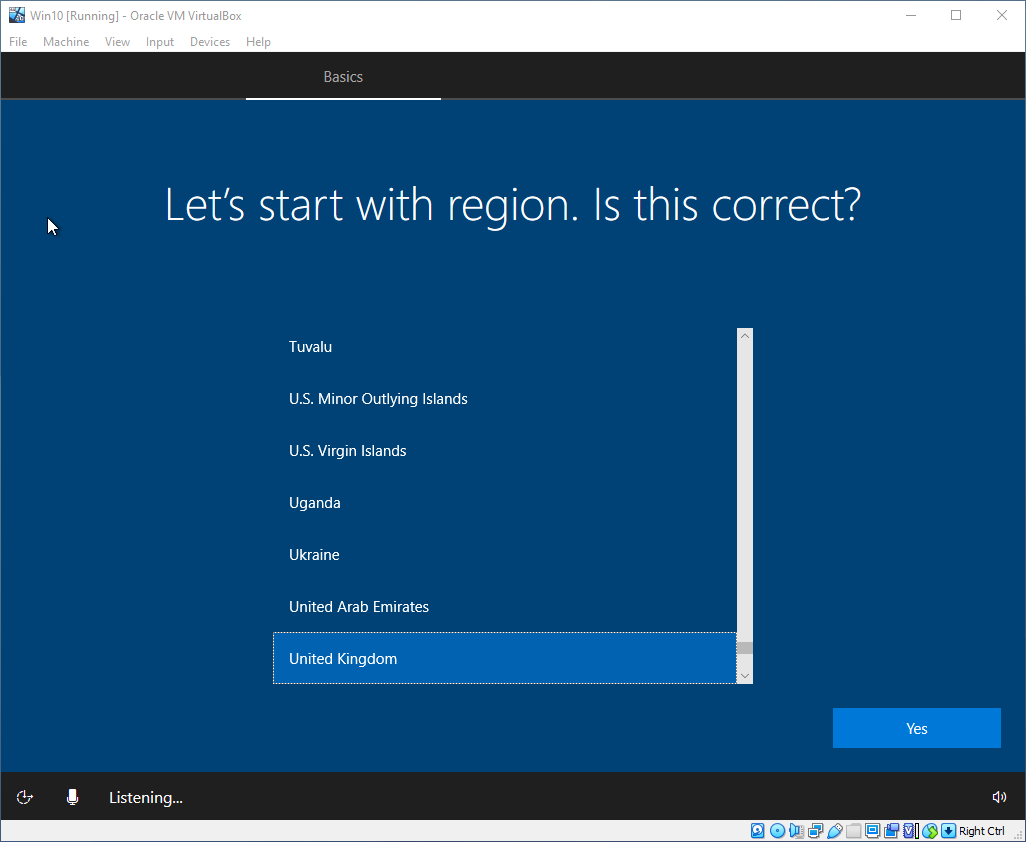 Win10 [Running] - Oracle VM VirtualBox
File Machine View Input Devices Help
Basics
Let's start with region. Is this correct?
Tuvalu
U.S. Minor Outlying Islands
U.S. Virgin Islands
Uganda
Ukraine
United Arab Emirates
United Kingdom
Yes
Listening...
Right Ctrl